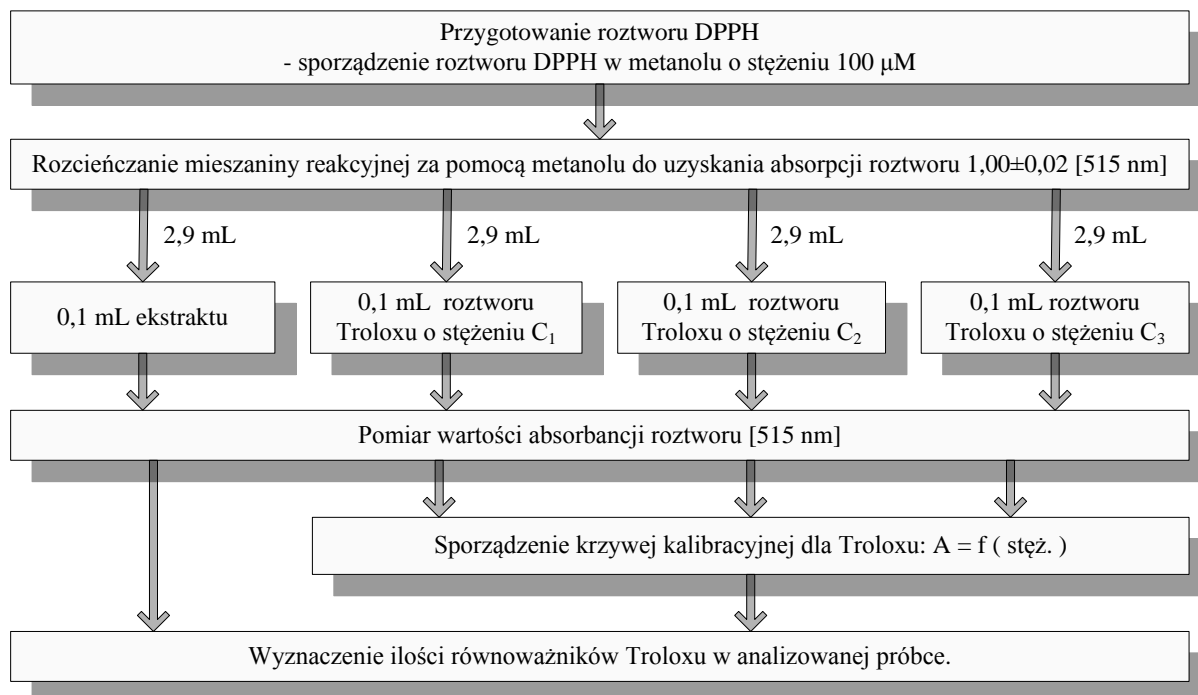 Przygotowanie roztworu DPPH
- sporządzenie roztworu DPPH w metanolu o stężeniu 100 μM
Rozcieńczanie mieszaniny reakcyjnej za pomocą metanolu do uzyskania absorpcji roztworu 1,00±0,02 [515 nm]
2,9 mL
2,9 mL
2,9 mL
2,9 mL
0,1 mL ekstraktu
0,1 mL roztworu
Troloxu o stężeniu C₁
0,1 mL roztworu
Troloxu o stężeniu C₂
0,1 mL roztworu
Troloxu o stężeniu C₃
Pomiar wartości absorbancji roztworu [515 nm]
Sporządzenie krzywej kalibracyjnej dla Troloxu: A = f ( stęż. )
Wyznaczenie ilości równoważników Troloxu w analizowanej próbce.